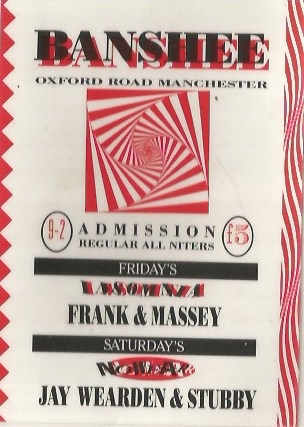 BANSHEE
OXFORD ROAD MANCHESTER
9-2 ADMISSION £5
REGULAR ALL NITERS
FRIDAY'S
INSOMNIA
FRANK & MASSEY
SATURDAY'S
JAY WEARDEN & STUBBY